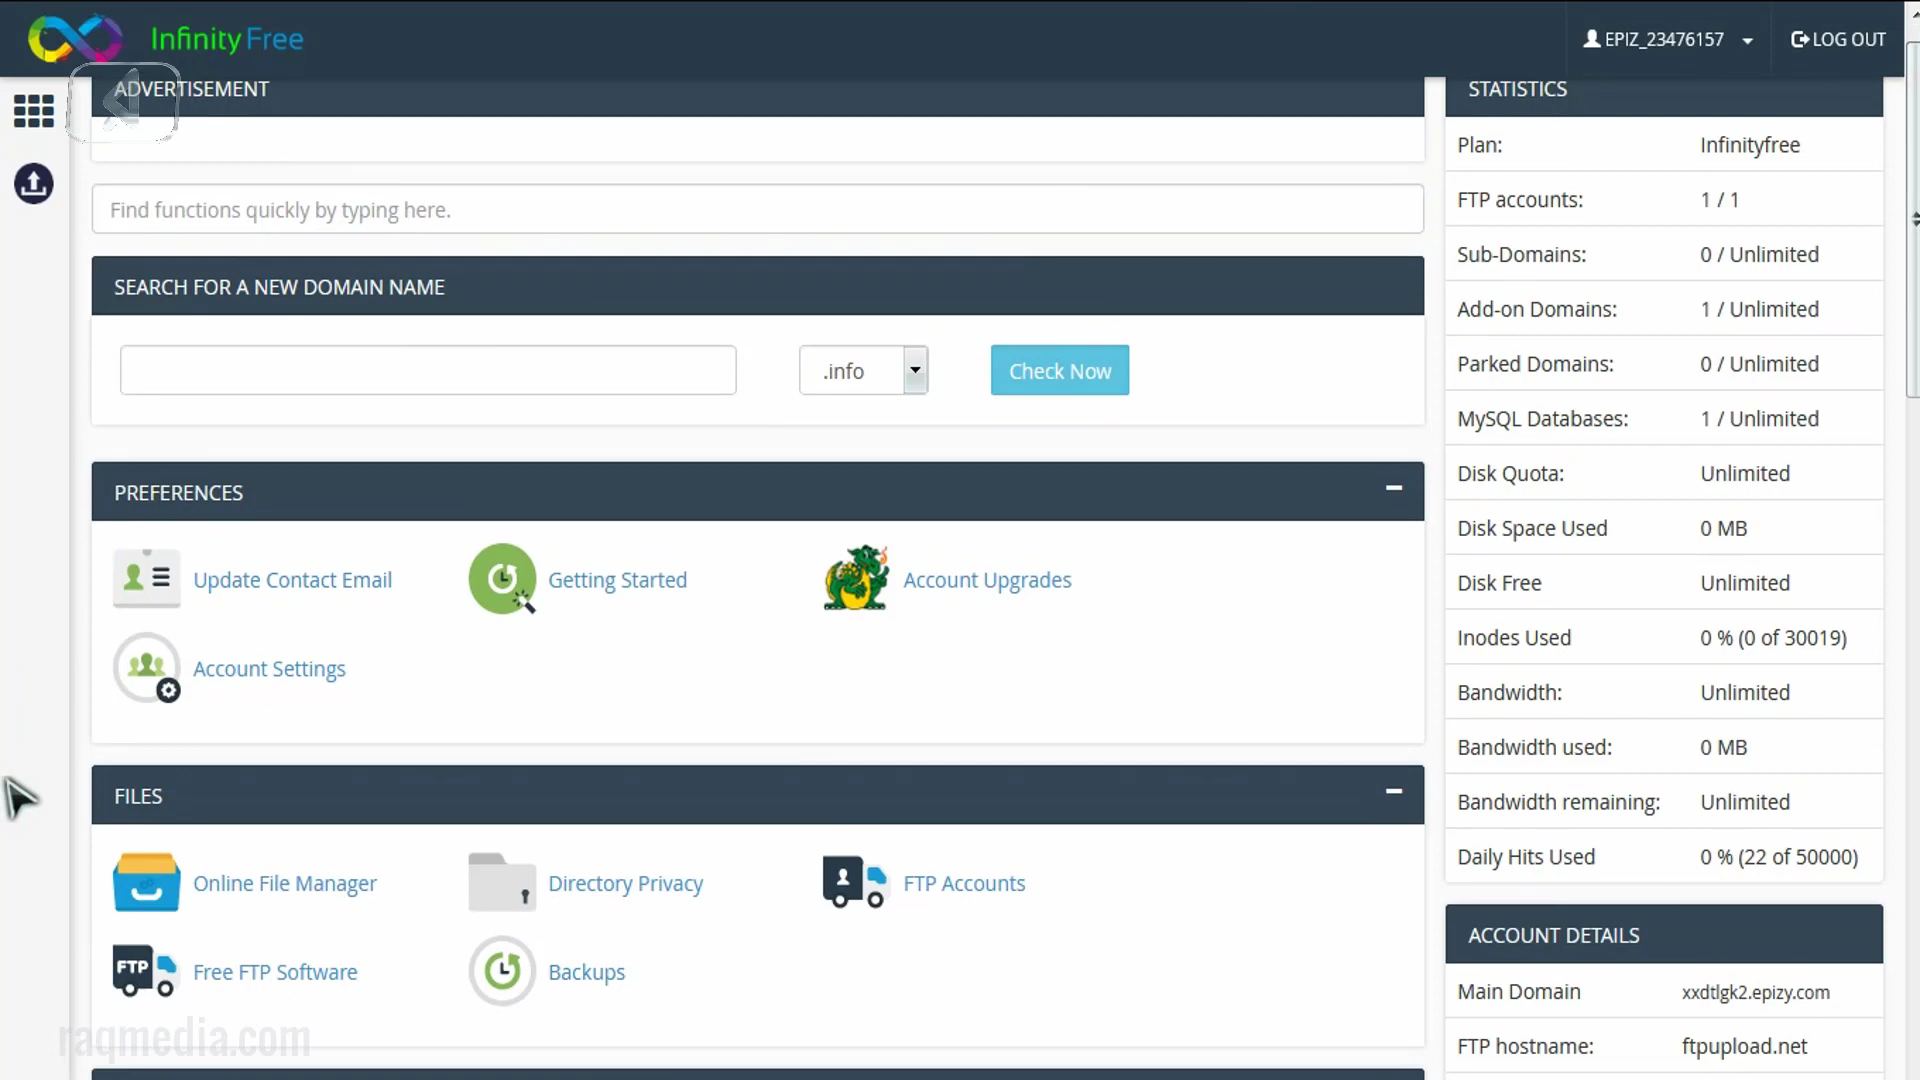 Infinity Free
EPIZ_23476157
LOG OUT
ADVERTISEMENT
Find functions quickly by typing here.
SEARCH FOR A NEW DOMAIN NAME
.info
Check Now
PREFERENCES
Update Contact Email
Getting Started
Account Upgrades
Account Settings
FILES
Online File Manager
Directory Privacy
FTP Accounts
FTP
Free FTP Software
Backups
raqmedia.com
STATISTICS
Plan: Infinityfree
FTP accounts: 1 / 1
Sub-Domains: 0 / Unlimited
Add-on Domains: 1 / Unlimited
Parked Domains: 0 / Unlimited
MySQL Databases: 1 / Unlimited
Disk Quota: Unlimited
Disk Space Used 0 MB
Disk Free Unlimited
Inodes Used 0 % (0 of 30019)
Bandwidth: Unlimited
Bandwidth used: 0 MB
Bandwidth remaining: Unlimited
Daily Hits Used 0 % (22 of 50000)
ACCOUNT DETAILS
Main Domain xxdtlgk2.epizy.com
FTP hostname: ftpupload.net